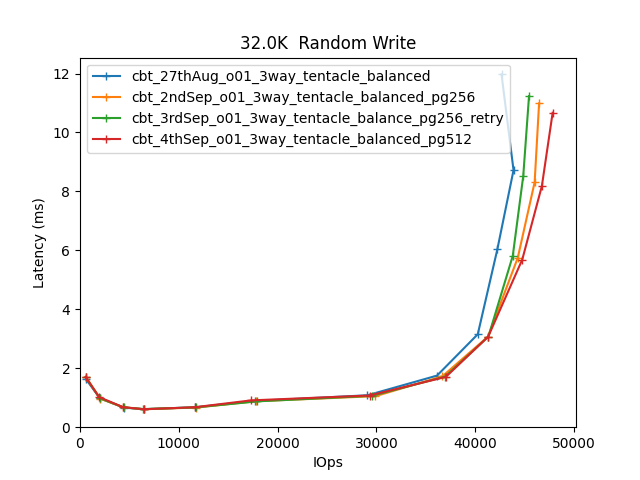 32.0K  Random Write
cbt_27thAug_o01_3way_tentacle_balanced
cbt_2ndSep_o01_3way_tentacle_balanced_pg256
cbt_3rdSep_o01_3way_tentacle_balance_pg256_retry
cbt_4thSep_o01_3way_tentacle_balanced_pg512
Latency (ms)
12
10
8
6
4
2
0
0 10000 20000 30000 40000 50000
IOps